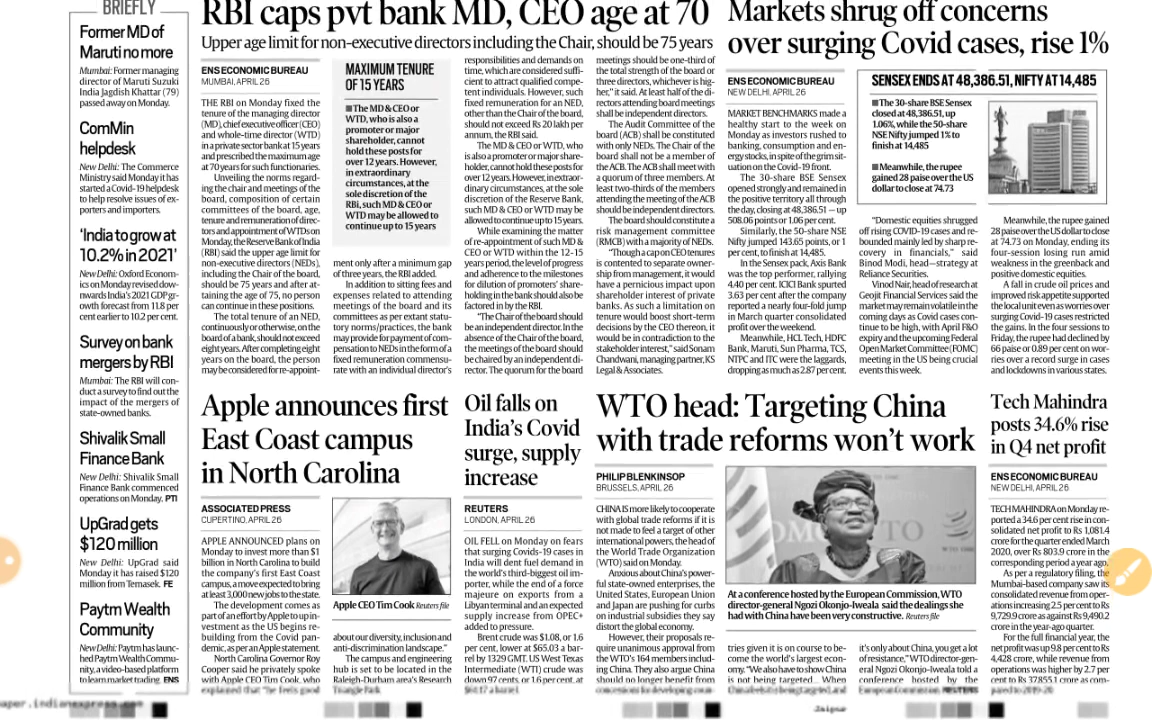 BRIEFLY
Former MD of
Maruti no more
Mumbai: Former managing
director of Maruti Suzuki
India Jagdish Khattar (79)
passed away on Monday.
ComMin
helpdesk
New Delhi: The Commerce
Ministry said Monday it has
started a Covid-19 helpdesk
to help resolve issues of ex-
porters and importers.
'India to grow at
10.2% in 2021'
New Delhi: Oxford Econom-
ics on Monday revised down-
wards India's 2021 GDP gr-
owth forecast from 11.8 per
cent earlier to 10.2 per cent.
Survey on bank
mergers by RBI
Mumbai: The RBI will con-
duct a survey to find out the
impact of the mergers of
state-owned banks.
Shivalik Small
Finance Bank
New Delhi: Shivalik Small
Finance Bank commenced
operations on Monday. PTI
UpGrad gets
$120 million
New Delhi: UpGrad said
Monday it has raised $120
million from Temasek. FE
Paytm Wealth
Community
New Delhi: Paytm has launc-
hed Paytm Wealth Commu-
nity, a video-based platform
to learn market trading. ENS
RBI caps pvt bank MD, CEO age at 70
Upper age limit for non-executive directors including the Chair, should be 75 years
ENS ECONOMIC BUREAU
MUMBAI, APRIL 26
THE RBI on Monday fixed the
tenure of the managing director
(MD), chief executive officer (CEO)
and whole-time director (WTD)
in a private sector bank at 15 years
and prescribed the maximum age
at 70 years for such functionaries.
Unveiling the norms regard-
ing the chair and meetings of the
board, composition of certain
committees of the board, age,
tenure and remuneration of direc-
tors and appointment of WTDs on
Monday, the Reserve Bank of India
(RBI) said the upper age limit for
non-executive directors (NEDs),
including the Chair of the board,
should be 75 years and after at-
taining the age of 75, no person
can continue in these positions.
The total tenure of an NED,
continuously or otherwise, on the
board of a bank, should not exceed
eight years. After completing eight
years on the board, the person
may be considered for re-appoint-
MAXIMUM TENURE
OF 15 YEARS
The MD & CEO or
WTD, who is also a
promoter or major
shareholder, cannot
hold these posts for
over 12 years. However,
in extraordinary
circumstances, at the
sole discretion of the
RBi, such MD & CEO or
WTD may be allowed to
continue up to 15 years
ment only after a minimum gap
of three years, the RBI added.
In addition to sitting fees and
expenses related to attending
meetings of the board and its
committees as per extant statu-
tory norms/practices, the bank
may provide for payment of com-
pensation to NEDs in the form of a
fixed remuneration commensu-
rate with an individual director's
responsibilities and demands on
time, which are considered suffi-
cient to attract qualified compe-
tent individuals. However, such
fixed remuneration for an NED,
other than the Chair of the board,
should not exceed Rs 20 lakh per
annum, the RBI said.
The MD & CEO or WTD, who
is also a promoter or major share-
holder, cannot hold these posts for
over 12 years. However, in extraor-
dinary circumstances, at the sole
discretion of the Reserve Bank,
such MD & CEO or WTD may be
allowed to continue up to 15 years.
While examining the matter
of re-appointment of such MD &
CEO or WTD within the 12-15
years period, the level of progress
and adherence to the milestones
for dilution of promoters' share-
holding in the bank should also be
factored in by the RBI.
"The Chair of the board should
be an independent director. In the
absence of the Chair of the board,
the meetings of the board should
be chaired by an independent di-
rector. The quorum for the board
meetings should be one-third of
the total strength of the board or
three directors, whichever is high-
er," it said. At least half of the di-
rectors attending board meetings
shall be independent directors.
The Audit Committee of the
board (ACB) shall be constituted
with only NEDs. The Chair of the
board shall not be a member of
the ACB. The ACB shall meet with
a quorum of three members. At
least two-thirds of the members
attending the meeting of the ACB
should be independent directors.
The board should constitute a
risk management committee
(RMCB) with a majority of NEDs.
"Though a cap on CEO tenures
is contented to separate owner-
ship from management, it would
have a pernicious impact upon
shareholder interest of private
banks. As such a limitation on
tenure would boost short-term
decisions by the CEO thereon, it
would be in contradiction to the
stakeholder interest," said Sonam
Chandwani, managing partner, KS
Legal & Associates.
Markets shrug off concerns
over surging Covid cases, rise 1%
ENS ECONOMIC BUREAU
NEW DELHI, APRIL 26
MARKET BENCHMARKS made a
healthy start to the week on
Monday as investors rushed to
banking, consumption and en-
ergy stocks, in spite of the grim sit-
uation on the Covid-19 front.
The 30-share BSE Sensex
opened strongly and remained in
the positive territory all through
the day, closing at 48,386.51 — up
508.06 points or 1.06 per cent.
Similarly, the 50-share NSE
Nifty jumped 143.65 points, or 1
per cent, to finish at 14,485.
In the Sensex pack, Axis Bank
was the top performer, rallying
4.40 per cent. ICICI Bank spurted
3.63 per cent after the company
reported a nearly four-fold jump
in March quarter consolidated
profit over the weekend.
Meanwhile, HCL Tech, HDFC
Bank, Maruti, Sun Pharma, TCS,
NTPC and ITC were the laggards,
dropping as much as 2.87 per cent.
SENSEX ENDS AT 48,386.51, NIFTY AT 14,485
The 30-share BSE Sensex
closed at 48,386.51, up
1.06%, while the 50-share
NSE Nifty jumped 1% to
finish at 14,485
Meanwhile, the rupee
gained 28 paise over the US
dollar to close at 74.73
"Domestic equities shrugged
off rising COVID-19 cases and re-
bounded mainly led by sharp re-
covery in financials," said
Binod Modi, head—strategy at
Reliance Securities.
Vinod Nair, head of research at
Geojit Financial Services said the
market may remain volatile in the
coming days as Covid cases con-
tinue to be high, with April F&O
expiry and the upcoming Federal
Open Market Committee (FOMC)
meeting in the US being crucial
events this week.
Meanwhile, the rupee gained
28 paise over the US dollar to close
at 74.73 on Monday, ending its
four-session losing run amid
weakness in the greenback and
positive domestic equities.
A fall in crude oil prices and
improved risk appetite supported
the local unit even as worries over
surging Covid-19 cases restricted
the gains. In the four sessions to
Friday, the rupee had declined by
66 paise or 0.89 per cent on wor-
ries over a record surge in cases
and lockdowns in various states.
Apple announces first
East Coast campus
in North Carolina
ASSOCIATED PRESS
CUPERTINO, APRIL 26
APPLE ANNOUNCED plans on
Monday to invest more than $1
billion in North Carolina to build
the company's first East Coast
campus, a move expected to bring
at least 3,000 new jobs to the state.
The development comes as
part of an effort by Apple to up in-
vestment as the US begins re-
building from the Covid pan-
demic, as per an Apple statement.
North Carolina Governor Roy
Cooper said he privately spoke
with Apple CEO Tim Cook, who
explained that "he feels good
Apple CEO Tim Cook Reuters file
about our diversity, inclusion and
anti-discrimination landscape."
The campus and engineering
hub is set to be located in the
Raleigh-Durham area's Research
Triangle Park
Oil falls on
India's Covid
surge, supply
increase
REUTERS
LONDON, APRIL 26
OIL FELL on Monday on fears
that surging Covids-19 cases in
India will dent fuel demand in
the world's third-biggest oil im-
porter, while the end of a force
majeure on exports from a
Libyan terminal and an expected
supply increase from OPEC+
added to pressure.
Brent crude was $1.08, or 1.6
per cent, lower at $65.03 a bar-
rel by 1329 GMT. US West Texas
Intermediate (WTI) crude was
down 97 cents, or 1.6 per cent, at
$61.17 a barrel
WTO head: Targeting China
with trade reforms won't work
PHILIP BLENKINSOP
BRUSSELS, APRIL 26
CHINA IS more likely to cooperate
with global trade reforms if it is
not made to feel a target of other
international powers, the head of
the World Trade Organization
(WTO) said on Monday.
Anxious about China's power-
ful state-owned enterprises, the
United States, European Union
and Japan are pushing for curbs
on industrial subsidies they say
distort the global economy.
However, their proposals re-
quire unanimous approval from
the WTO's 164 members includ-
ing China. They also argue China
should no longer benefit from
concessions for developing coun-
At a conference hosted by the European Commission, WTO
director-general Ngozi Okonjo-Iweala said the dealings she
had with China have been very constructive. Reuters file
tries given it is on course to be-
come the world's largest econ-
omy. "We also have to show China
is not being targeted... When
China feels it's being targeted, and
it's only about China, you get a lot
of resistance," WTO director-gen-
eral Ngozi Okonjo-Iweala told a
conference hosted by the
European Commission. REUTERS
Tech Mahindra
posts 34.6% rise
in Q4 net profit
ENS ECONOMIC BUREAU
NEW DELHI, APRIL 26
TECH MAHINDRA on Monday re-
ported a 34.6 per cent rise in con-
solidated net profit to Rs 1,081.4
crore for the quarter ended March
2020, over Rs 803.9 crore in the
corresponding period a year ago.
As per a regulatory filing, the
Mumbai-based company saw its
consolidated revenue from oper-
ations increasing 2.5 per cent to Rs
9,729.9 crore as against Rs 9,490.2
crore in the year-ago quarter.
For the full financial year, the
net profit was up 9.8 per cent to Rs
4,428 crore, while revenue from
operations was higher by 2.7 per
cent to Rs 37,855.1 crore as com-
pared to 2019-20
aper.indianexpress.com
Jaipur